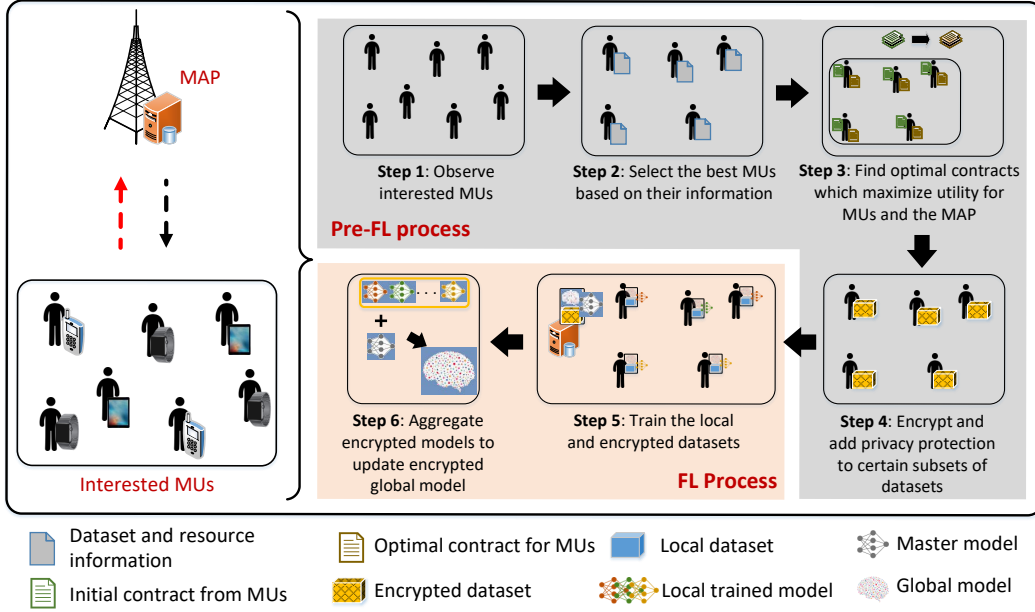 MAP
Interested MUs
Step 1: Observe
interested MUs
Step 2: Select the best MUs
based on their information
Step 3: Find optimal contracts
which maximize utility for
MUs and the MAP
Pre-FL process
Step 4: Encrypt and
add privacy protection
to certain subsets of
datasets
Step 5: Train the local
and encrypted datasets
Step 6: Aggregate
encrypted models to
update encrypted
global model
FL Process
Dataset and resource
information
Initial contract from MUs
Optimal contract for MUs
Encrypted dataset
Local dataset
Local trained model
Master model
Global model